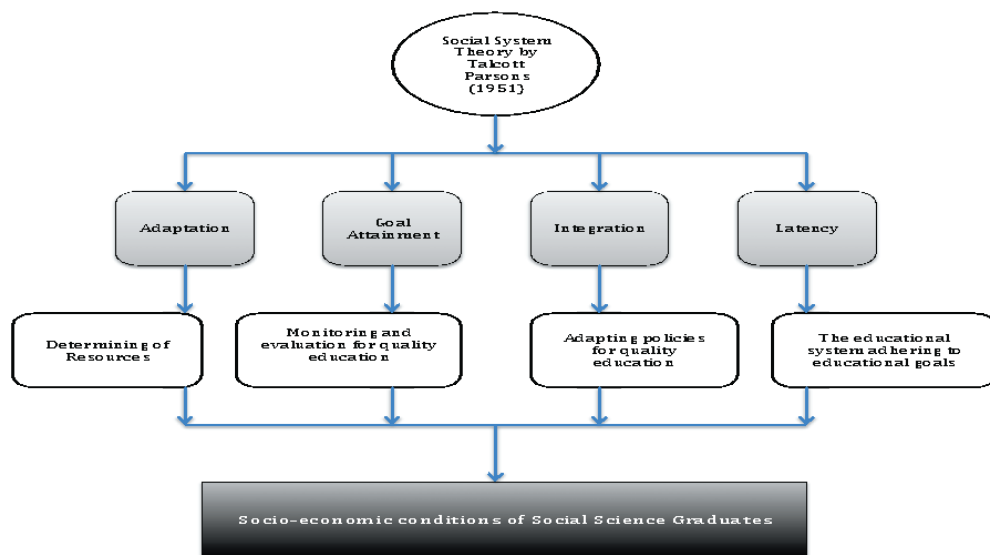 Social System
Theory by
Talcott
Parsons
(1951)
Adaptation
Goal
Attainment
Integration
Latency
Determining of
Resources
Monitoring and
evaluation for quality
education
Adapting policies
for quality
education
The educational
system adhering to
educational goals
Socio-economic conditions of Social Science Graduates